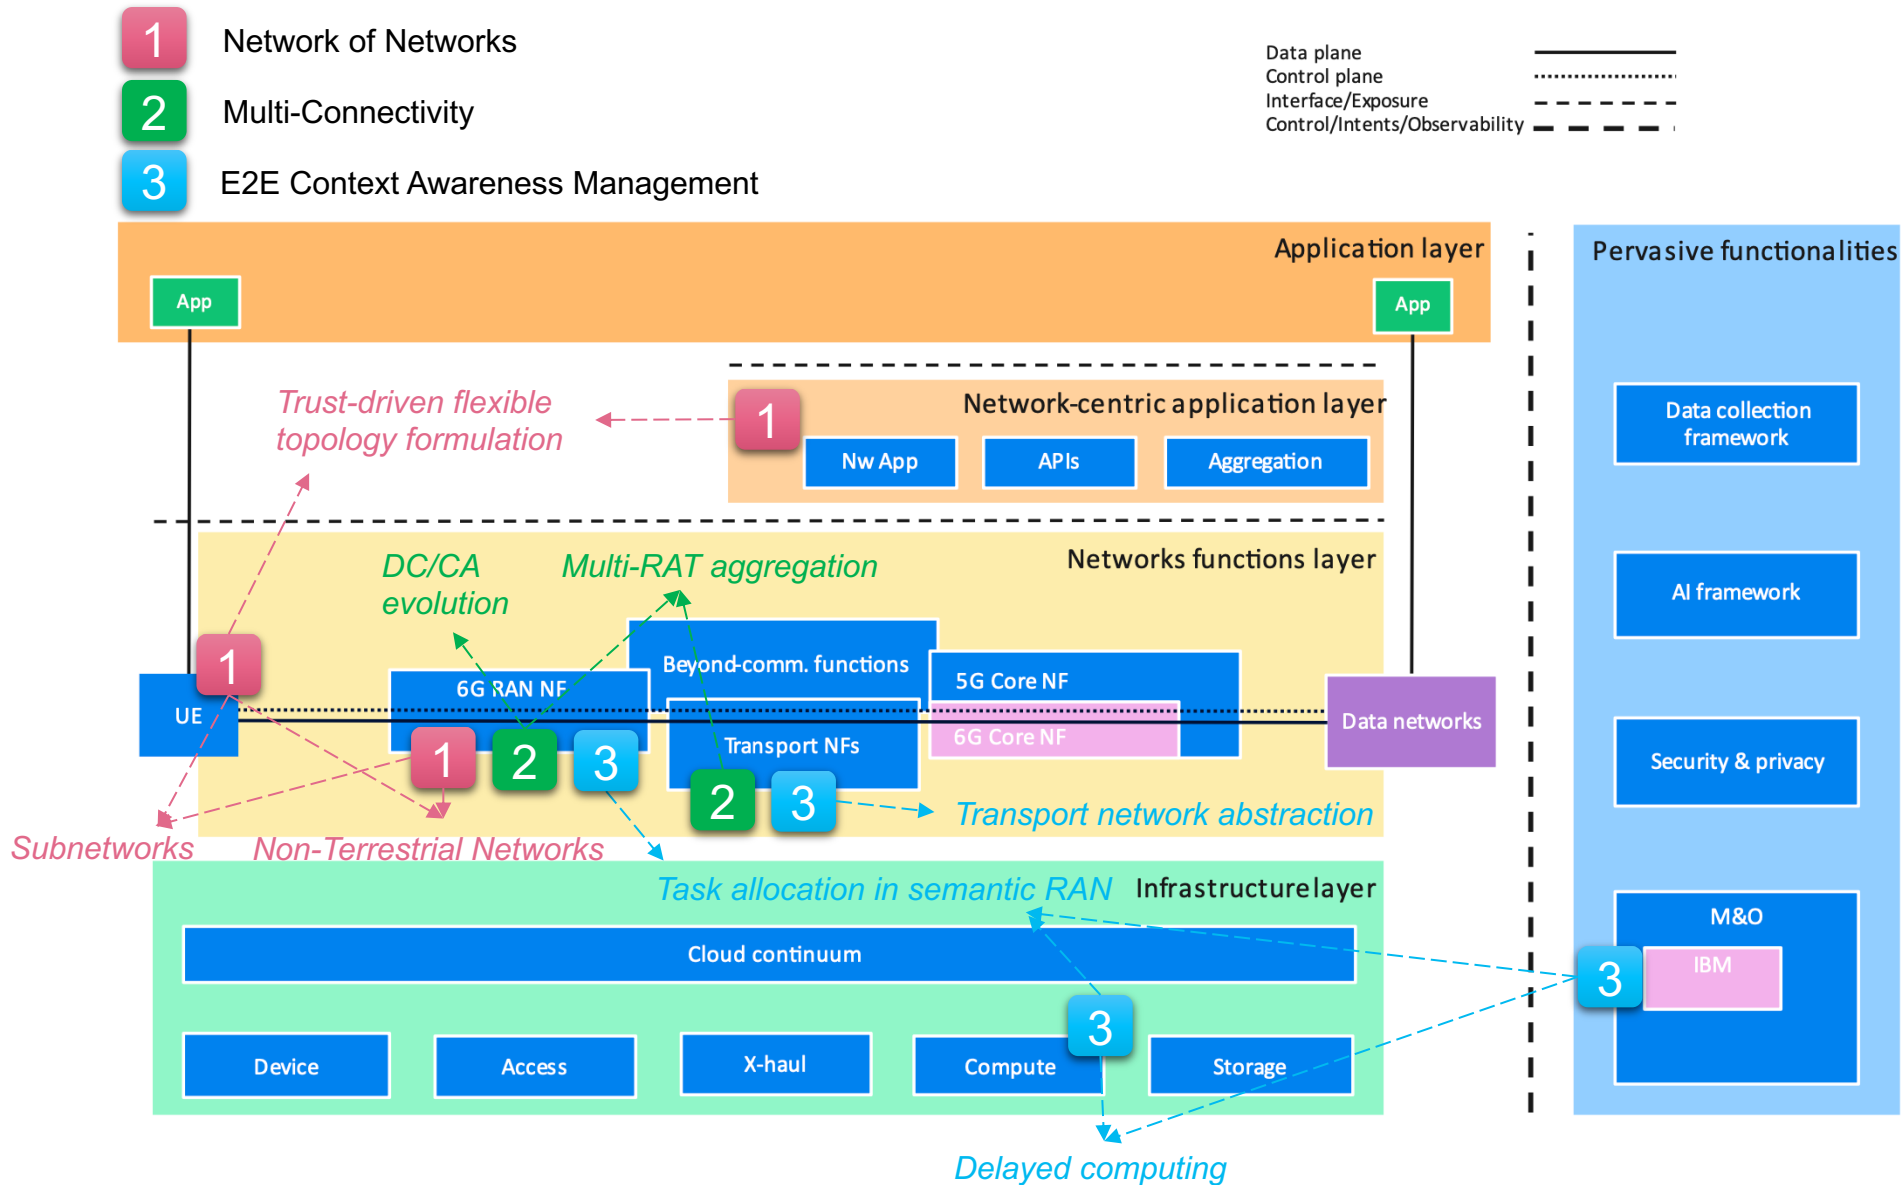 1 Network of Networks
2 Multi-Connectivity
3 E2E Context Awareness Management
Data plane
Control plane
Interface/Exposure
Control/Intents/Observability
Application layer
App
App
Pervasive functionalities
Trust-driven flexible
topology formulation
1
Network-centric application layer
Nw App
APIs
Aggregation
Data collection
framework
DC/CA
evolution
Multi-RAT aggregation
Networks functions layer
AI framework
1
UE
6G RAN NF
Beyond-comm. functions
5G Core NF
6G Core NF
Transport NFs
Data networks
1
2
3
2
3
Security & privacy
Transport network abstraction
Subnetworks
Non-Terrestrial Networks
Task allocation in semantic RAN
Infrastructure layer
Cloud continuum
M&O
3
IBM
3
Device
Access
X-haul
Compute
Storage
Delayed computing